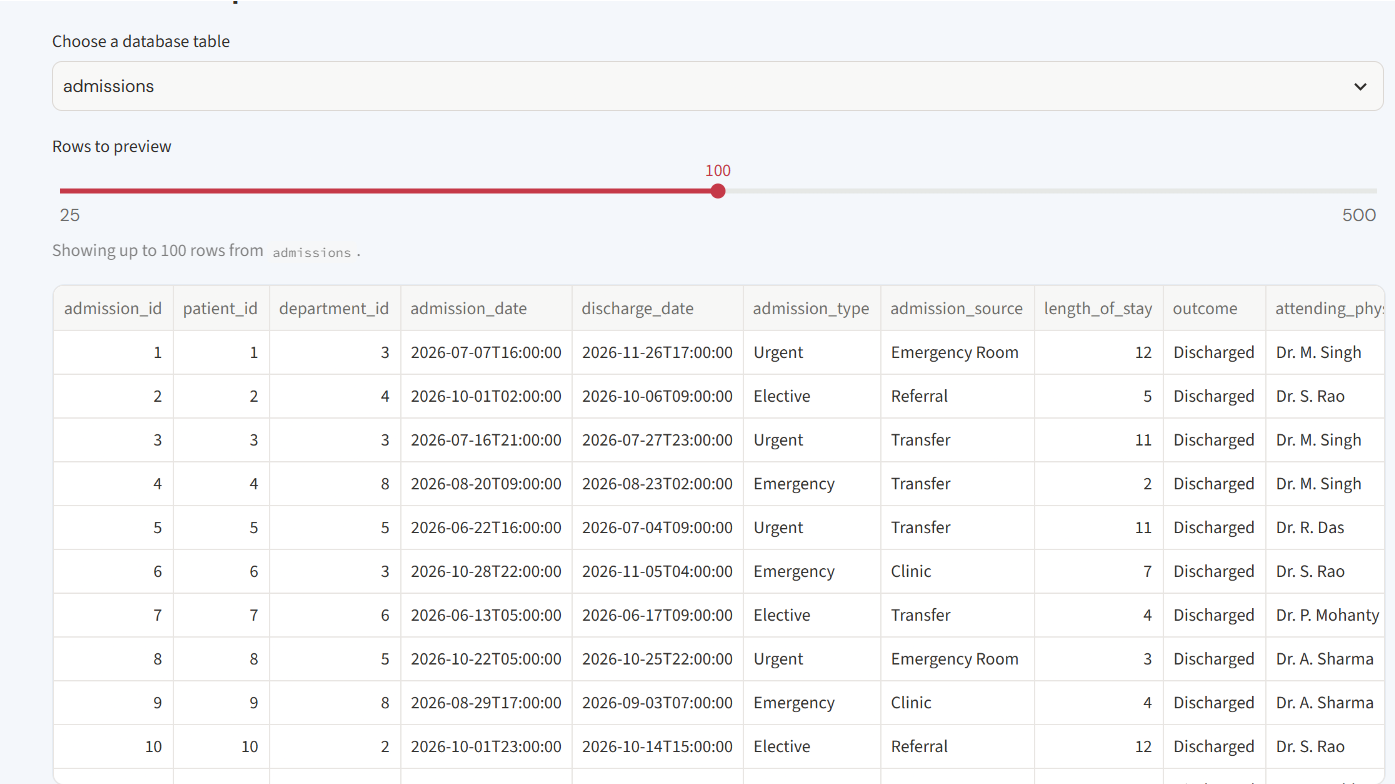 Choose a database table
admissions
Rows to preview
100
25 500
Showing up to 100 rows from admissions .
admission_id patient_id department_id admission_date discharge_date admission_type admission_source length_of_stay outcome attending_phys
1 1 3 2026-07-07T16:00:00 2026-11-26T17:00:00 Urgent Emergency Room 12 Discharged Dr. M. Singh
2 2 4 2026-10-01T02:00:00 2026-10-06T09:00:00 Elective Referral 5 Discharged Dr. S. Rao
3 3 3 2026-07-16T21:00:00 2026-07-27T23:00:00 Urgent Transfer 11 Discharged Dr. M. Singh
4 4 8 2026-08-20T09:00:00 2026-08-23T02:00:00 Emergency Transfer 2 Discharged Dr. M. Singh
5 5 5 2026-06-22T16:00:00 2026-07-04T09:00:00 Urgent Transfer 11 Discharged Dr. R. Das
6 6 3 2026-10-28T22:00:00 2026-11-05T04:00:00 Emergency Clinic 7 Discharged Dr. S. Rao
7 7 6 2026-06-13T05:00:00 2026-06-17T09:00:00 Elective Transfer 4 Discharged Dr. P. Mohanty
8 8 5 2026-10-22T05:00:00 2026-10-25T22:00:00 Urgent Emergency Room 3 Discharged Dr. A. Sharma
9 9 8 2026-08-29T17:00:00 2026-09-03T07:00:00 Emergency Clinic 4 Discharged Dr. A. Sharma
10 10 2 2026-10-01T23:00:00 2026-10-14T15:00:00 Elective Referral 12 Discharged Dr. S. Rao